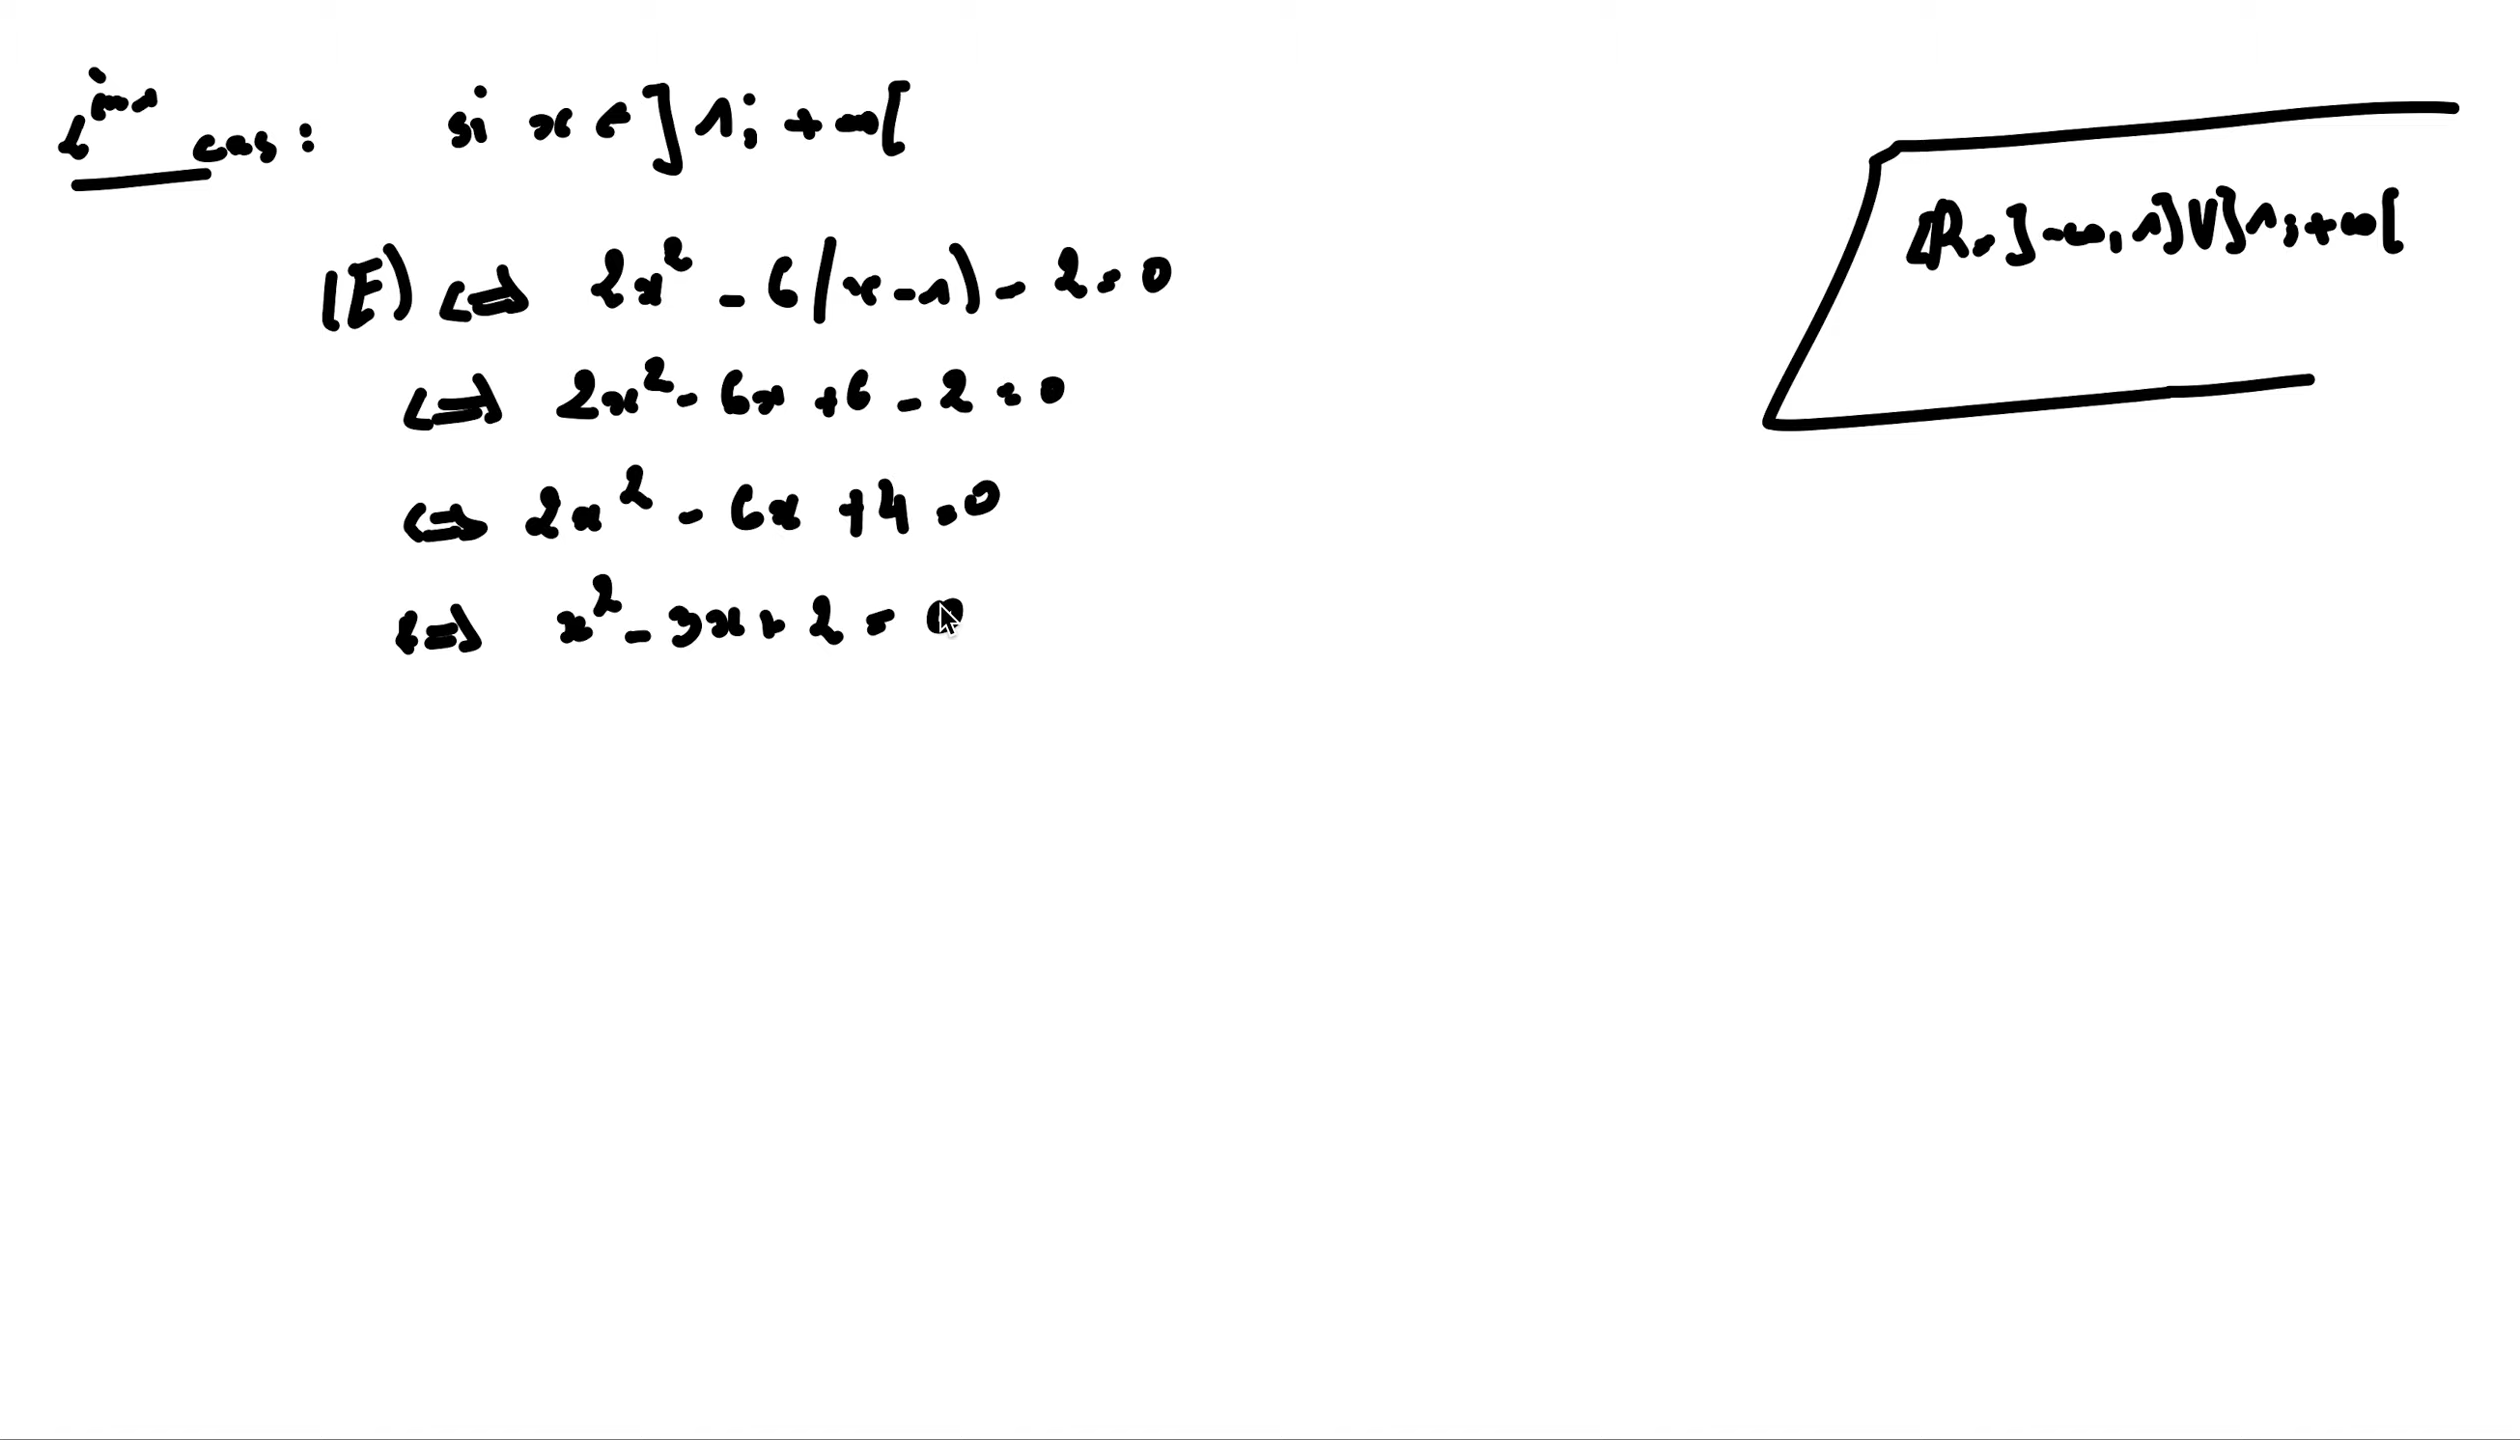 2ème cas : si x ∈ ]1; +∞[
(E) ⇔ 2x² - 6(x-1) - 2 = 0
⇔ 2x² - 6x + 6 - 2 = 0
⇔ 2x² - 6x + 4 = 0
⇔ x² - 3x + 2 = 0
ℝ = ]-∞, 1] ∪ ]1; +∞[